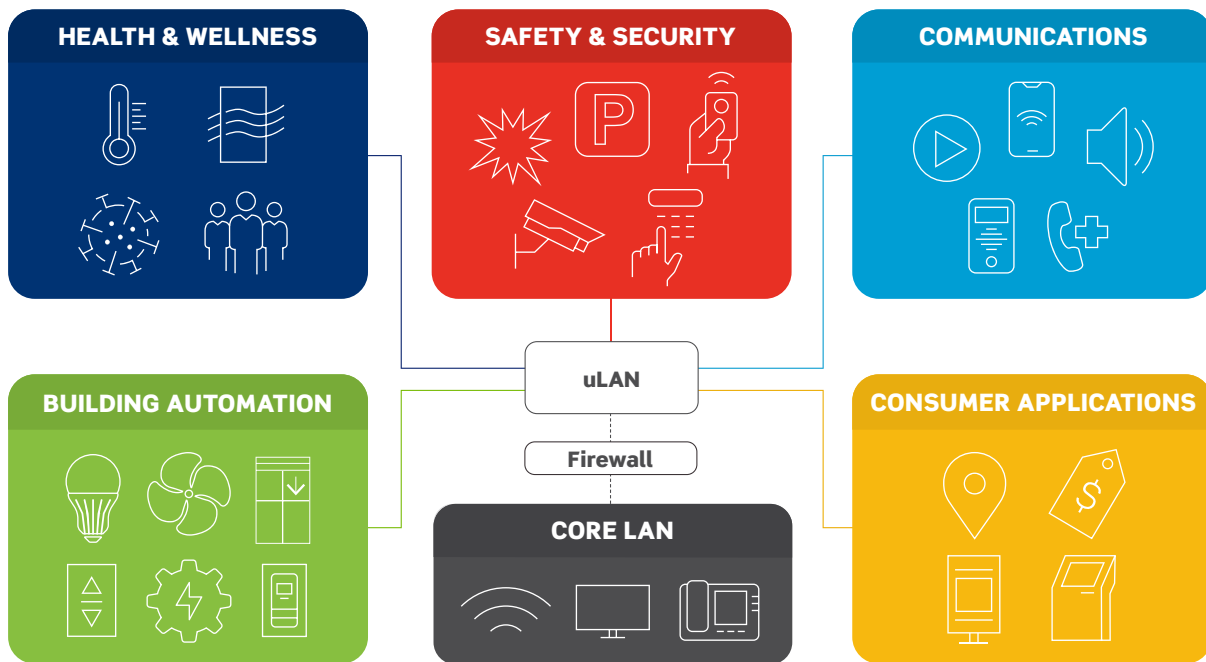 HEALTH & WELLNESS
SAFETY & SECURITY
P
COMMUNICATIONS
uLAN
BUILDING AUTOMATION
CONSUMER APPLICATIONS
$
Firewall
CORE LAN